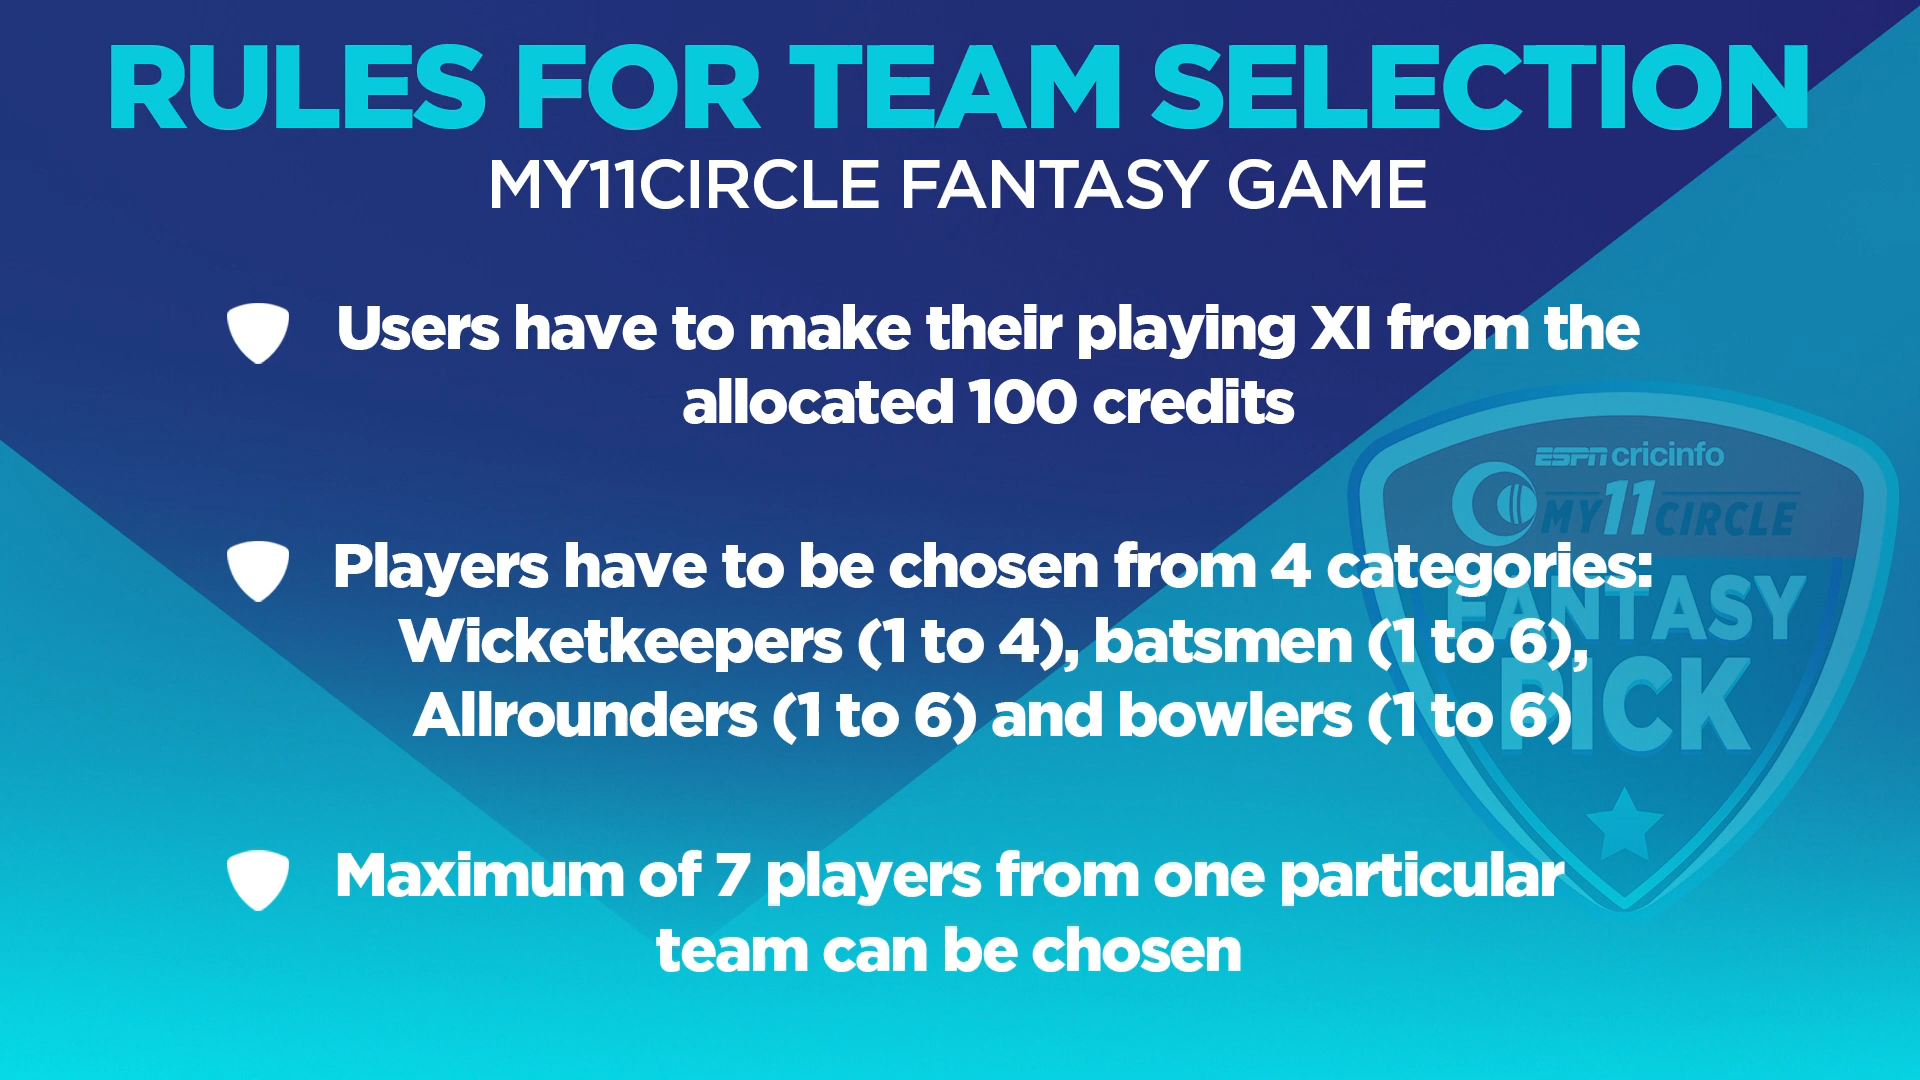 RULES FOR TEAM SELECTION
MY11CIRCLE FANTASY GAME
Users have to make their playing XI from the
allocated 100 credits
Players have to be chosen from 4 categories:
Wicketkeepers (1 to 4), batsmen (1 to 6),
Allrounders (1 to 6) and bowlers (1 to 6)
Maximum of 7 players from one particular
team can be chosen
ESPN cricinfo
MY11CIRCLE
FANTASY
PICK